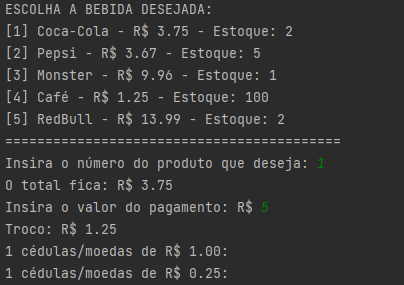 ESCOLHA A BEBIDA DESEJADA:
[1] Coca-Cola - R$ 3.75 - Estoque: 2
[2] Pepsi - R$ 3.67 - Estoque: 5
[3] Monster - R$ 9.96 - Estoque: 1
[4] Café - R$ 1.25 - Estoque: 100
[5] RedBull - R$ 13.99 - Estoque: 2
==========================================
Insira o número do produto que deseja: 1
O total fica: R$ 3.75
Insira o valor do pagamento: R$ 5
Troco: R$ 1.25
1 cédulas/moedas de R$ 1.00:
1 cédulas/moedas de R$ 0.25: